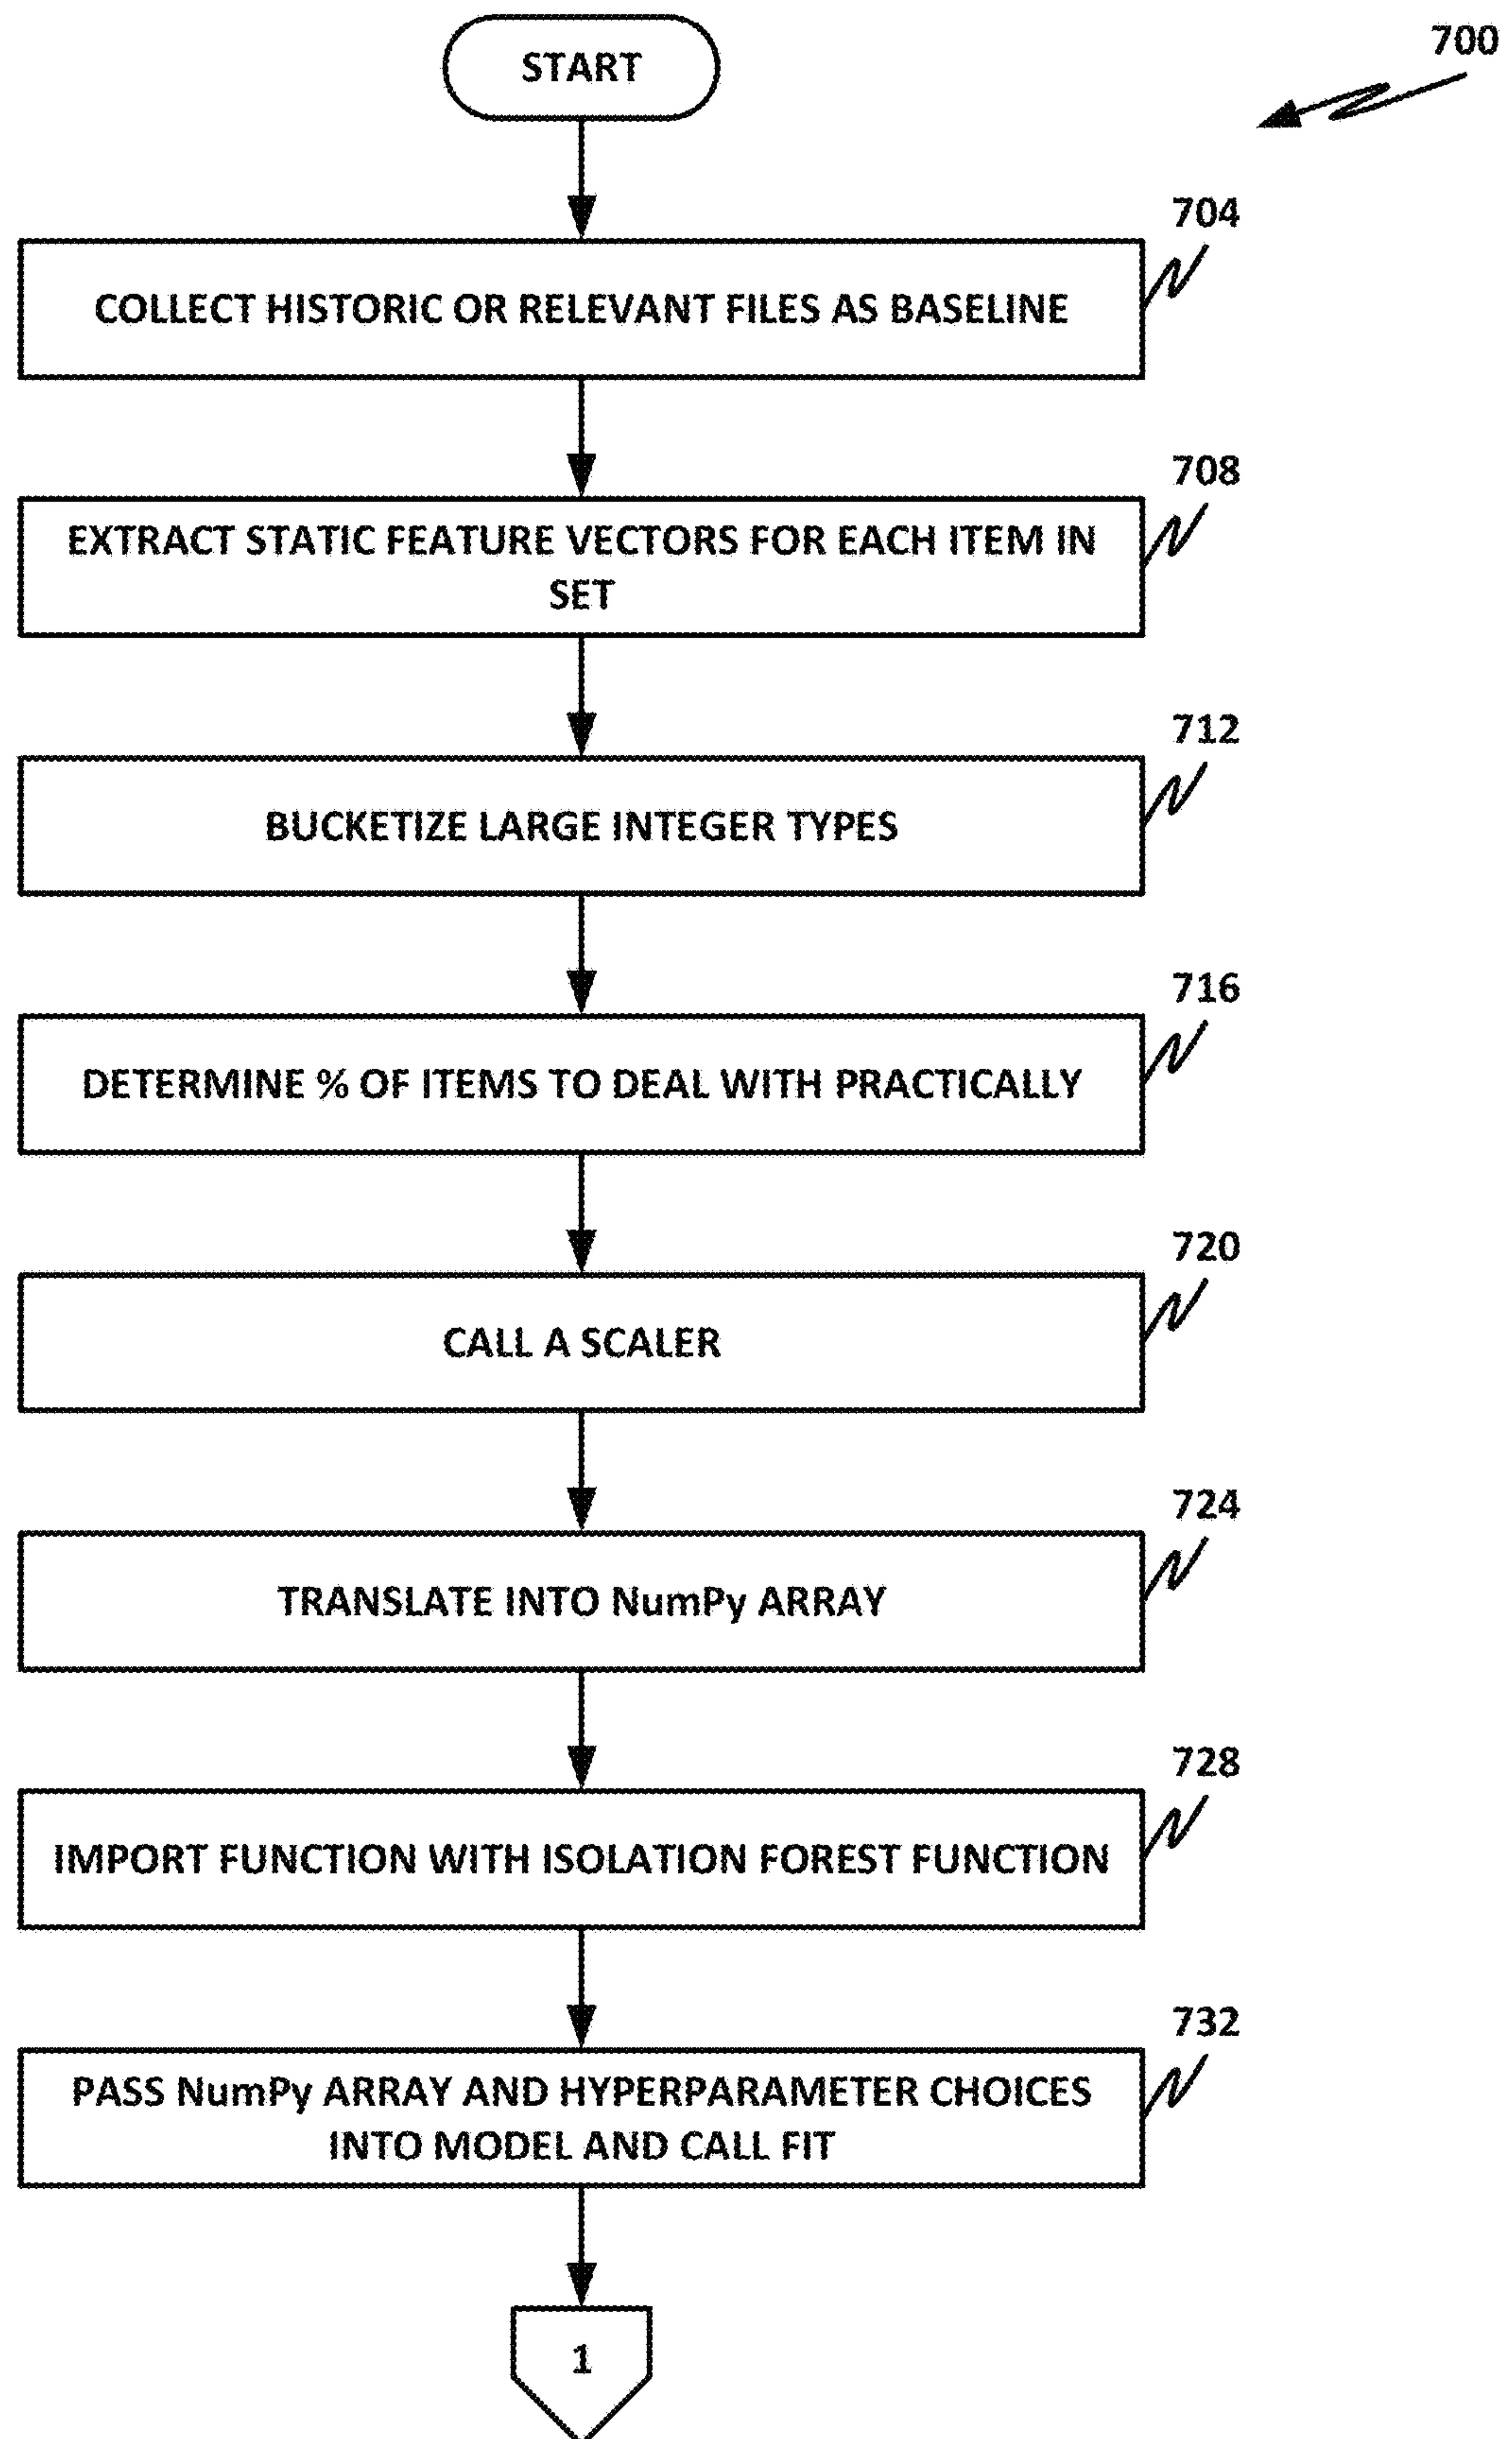 START
700
704
COLLECT HISTORIC OR RELEVANT FILES AS BASELINE
708
EXTRACT STATIC FEATURE VECTORS FOR EACH ITEM IN
SET
712
BUCKETIZE LARGE INTEGER TYPES
716
DETERMINE % OF ITEMS TO DEAL WITH PRACTICALLY
720
CALL A SCALER
724
TRANSLATE INTO NumPy ARRAY
728
IMPORT FUNCTION WITH ISOLATION FOREST FUNCTION
732
PASS NumPy ARRAY AND HYPERPARAMETER CHOICES
INTO MODEL AND CALL FIT
1